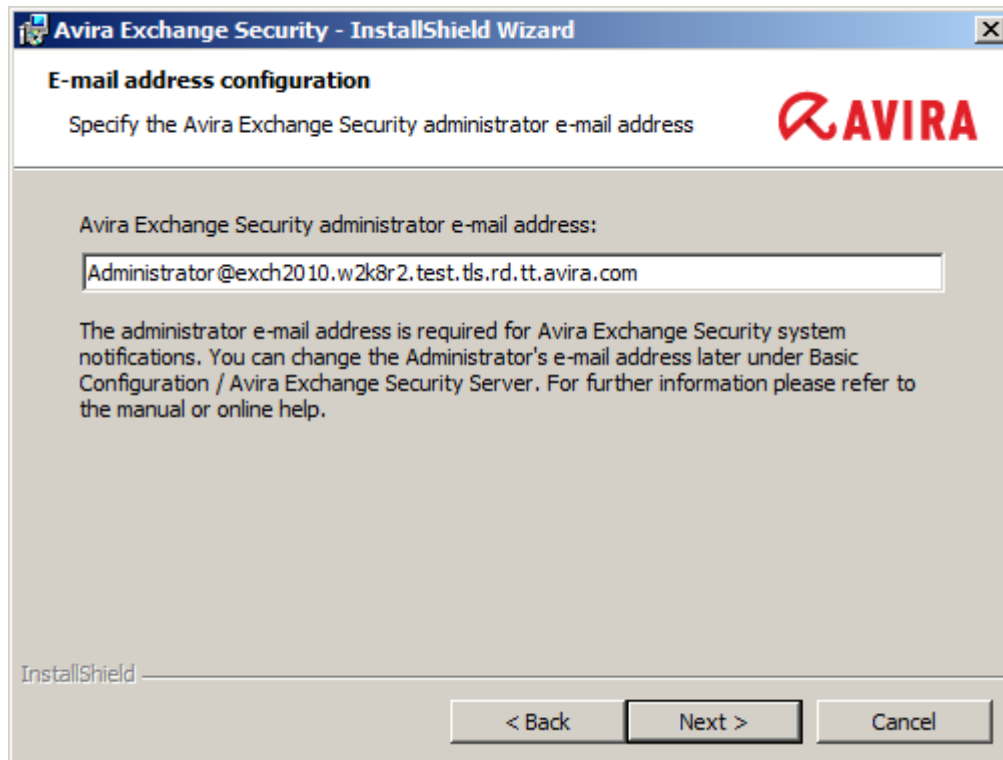 Avira Exchange Security - InstallShield Wizard
E-mail address configuration
Specify the Avira Exchange Security administrator e-mail address
AVIRA
Avira Exchange Security administrator e-mail address:
Administrator@exch2010.w2k8r2.test.tls.rd.tt.avira.com
The administrator e-mail address is required for Avira Exchange Security system
notifications. You can change the Administrator's e-mail address later under Basic
Configuration / Avira Exchange Security Server. For further information please refer to
the manual or online help.
InstallShield
< Back
Next >
Cancel